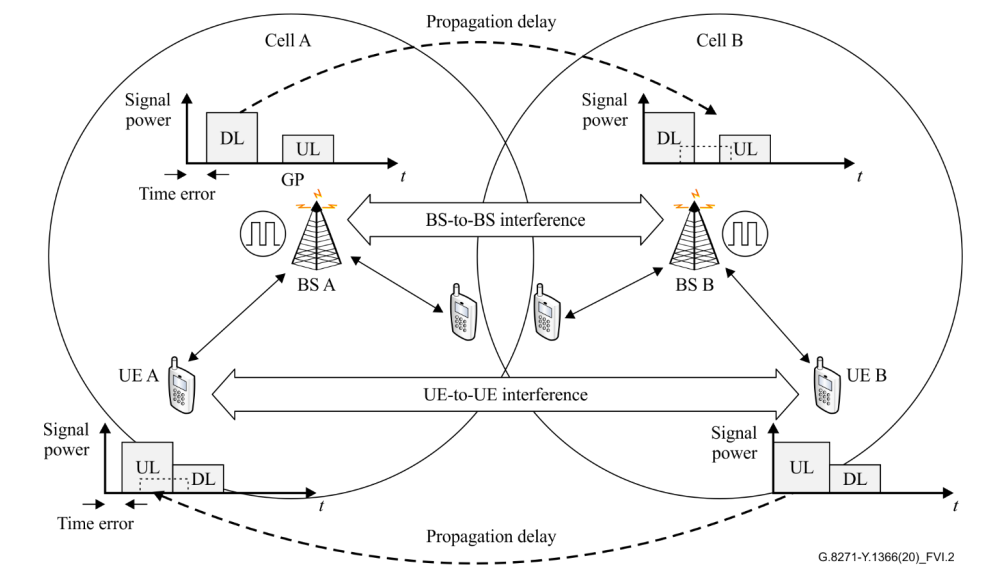 Propagation delay
Cell A
Cell B
Signal
power
DL
UL
GP
t
Time error
Signal
power
DL
UL
t
BS-to-BS interference
BS A
BS B
UE A
UE B
UE-to-UE interference
Signal
power
UL
DL
t
Time error
Signal
power
UL
DL
t
Propagation delay
G.8271-Y.1366(20)_FVI.2